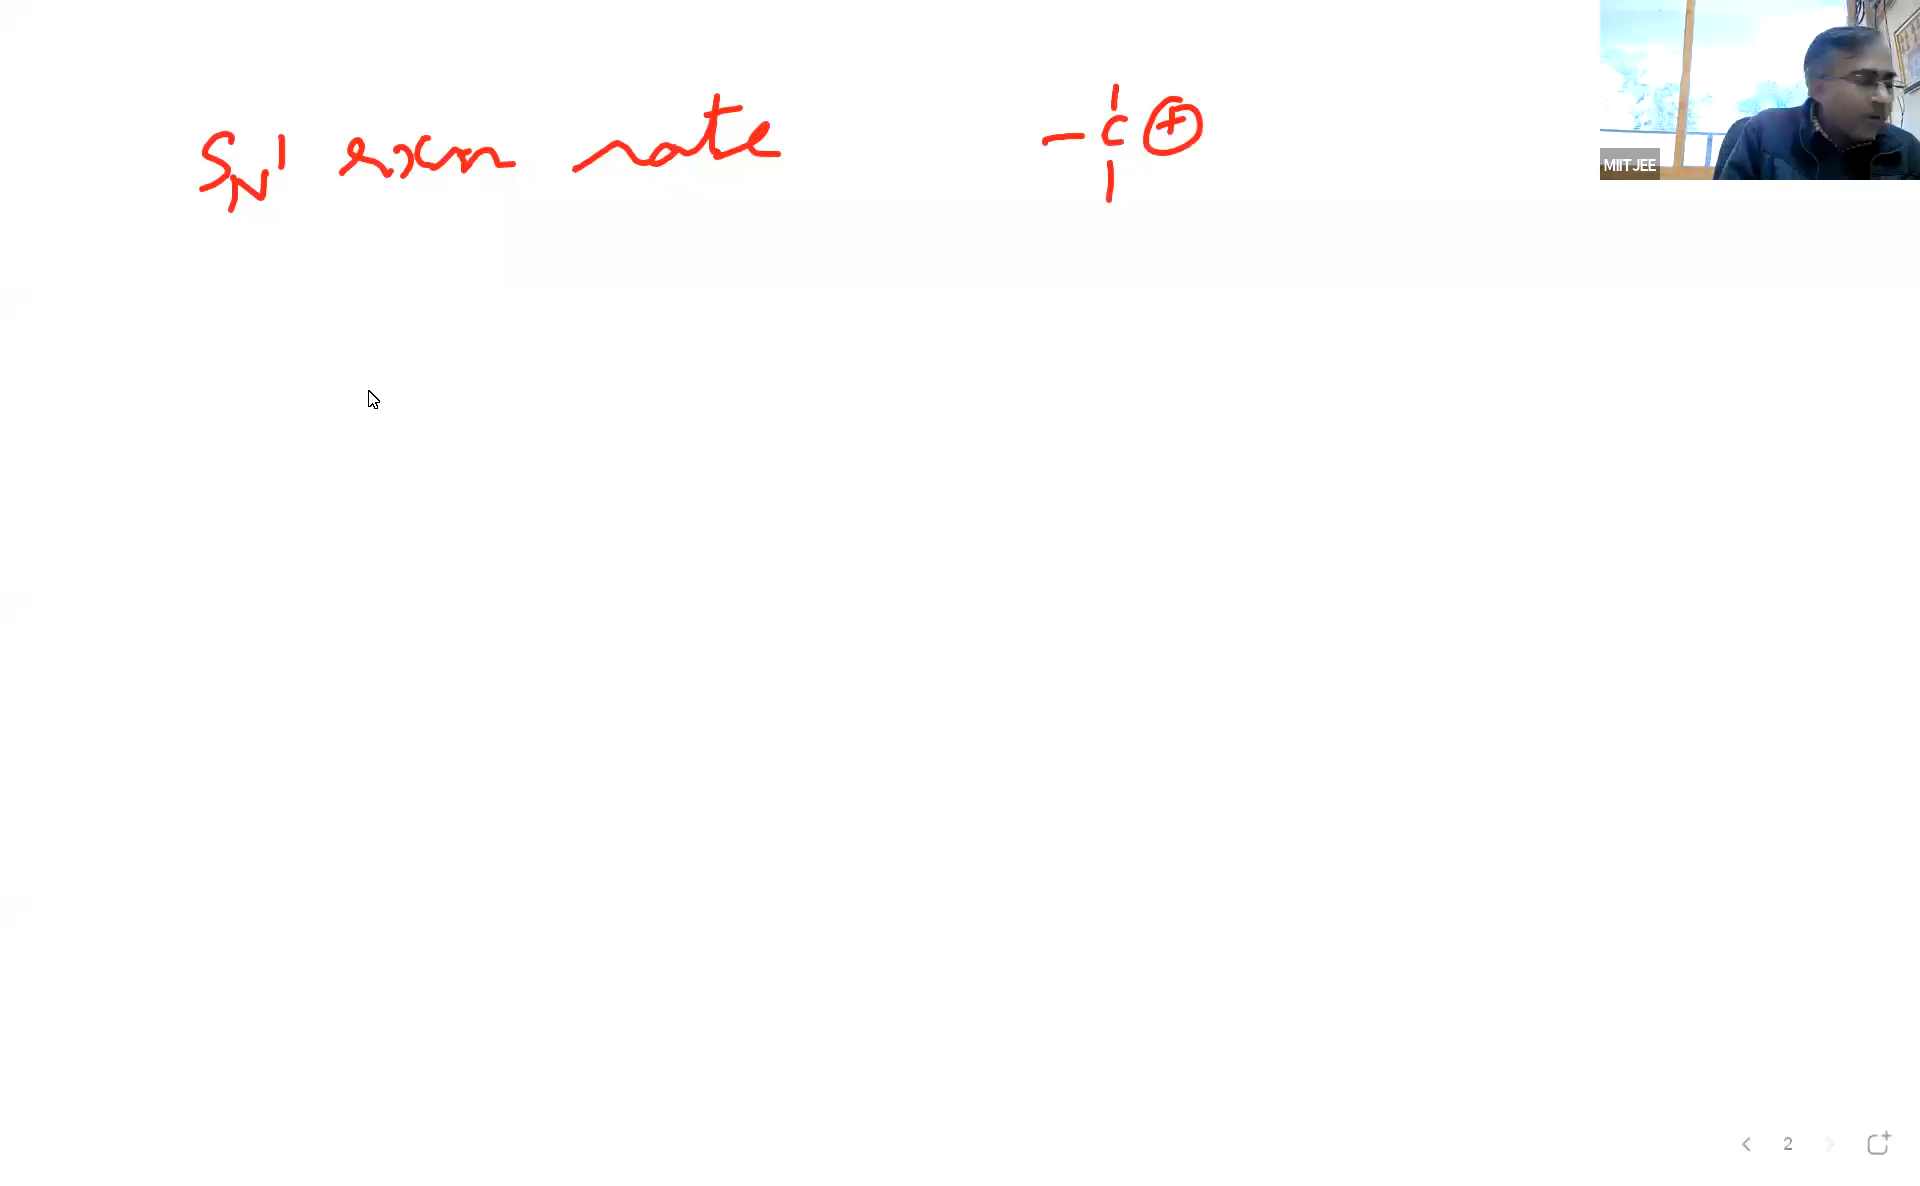 SN1 rxn rate
–C⊕
MIIT JEE
2